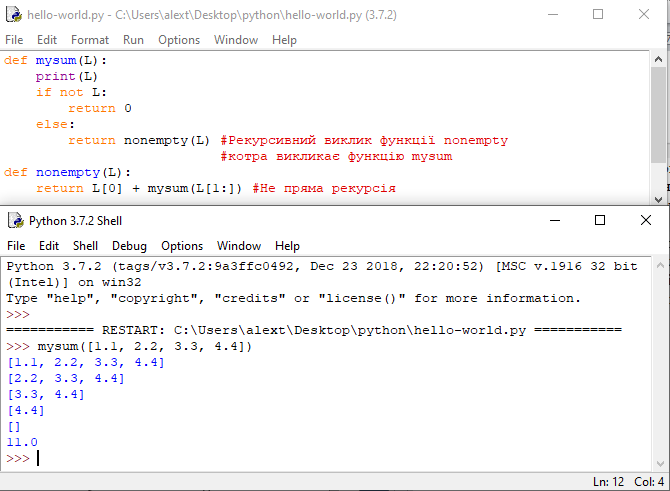 hello-world.py - C:\Users\alext\Desktop\python\hello-world.py (3.7.2)
File Edit Format Run Options Window Help
def mysum(L):
    print(L)
    if not L:
        return 0
    else:
        return nonempty(L) #Рекурсивний виклик функції nonempty
                           #котра викликає функцію mysum
def nonempty(L):
    return L[0] + mysum(L[1:]) #Не пряма рекурсія
Python 3.7.2 Shell
File Edit Shell Debug Options Window Help
Python 3.7.2 (tags/v3.7.2:9a3ffc0492, Dec 23 2018, 22:20:52) [MSC v.1916 32 bit
(Intel)] on win32
Type "help", "copyright", "credits" or "license()" for more information.
>>>
=========== RESTART: C:\Users\alext\Desktop\python\hello-world.py ===========
>>> mysum([1.1, 2.2, 3.3, 4.4])
[1.1, 2.2, 3.3, 4.4]
[2.2, 3.3, 4.4]
[3.3, 4.4]
[4.4]
[]
11.0
>>>
Ln: 12 Col: 4